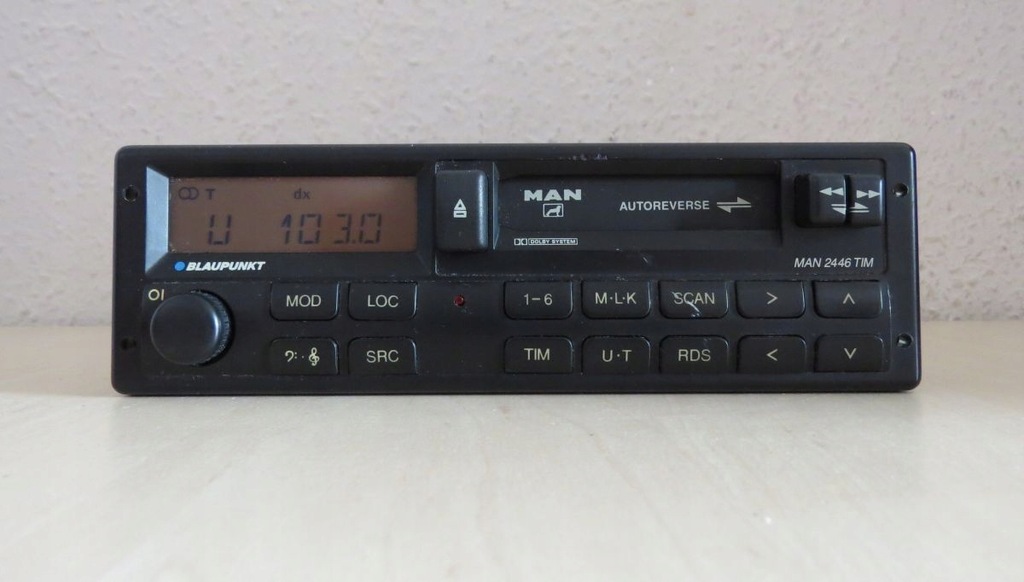 T dx
U 103.0
BLAUPUNKT
MAN
AUTOREVERSE
DOLBY SYSTEM
MAN 2446 TIM
MOD LOC 1-6 M·L·K SCAN > ʌ
SRC TIM U·T RDS < v